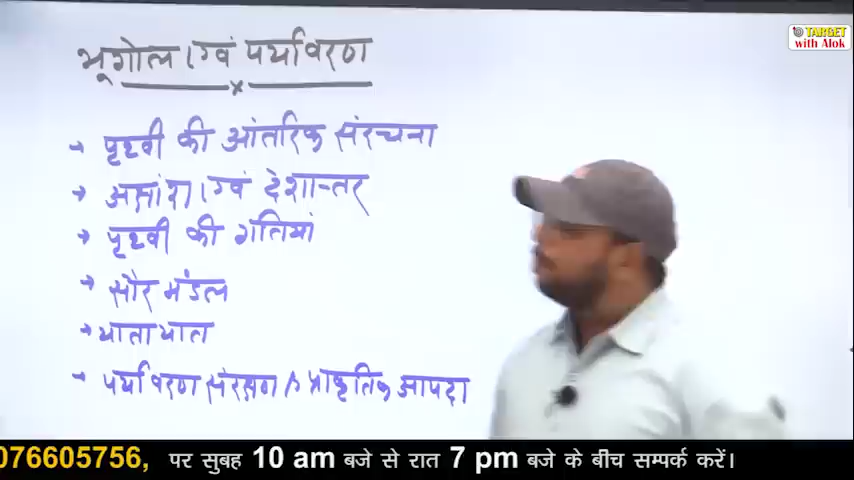 भूगोल एवं पर्यावरण
→ पृथ्वी की आंतरिक संरचना
→ अक्षांश एवं देशान्तर
→ पृथ्वी की गतियां
→ सौर मंडल
→ यातायात
→ पर्यावरण संरक्षण / प्राकृतिक आपदा
TARGET
with Alok
076605756, पर सुबह 10 am बजे से रात 7 pm बजे के बीच सम्पर्क करें।